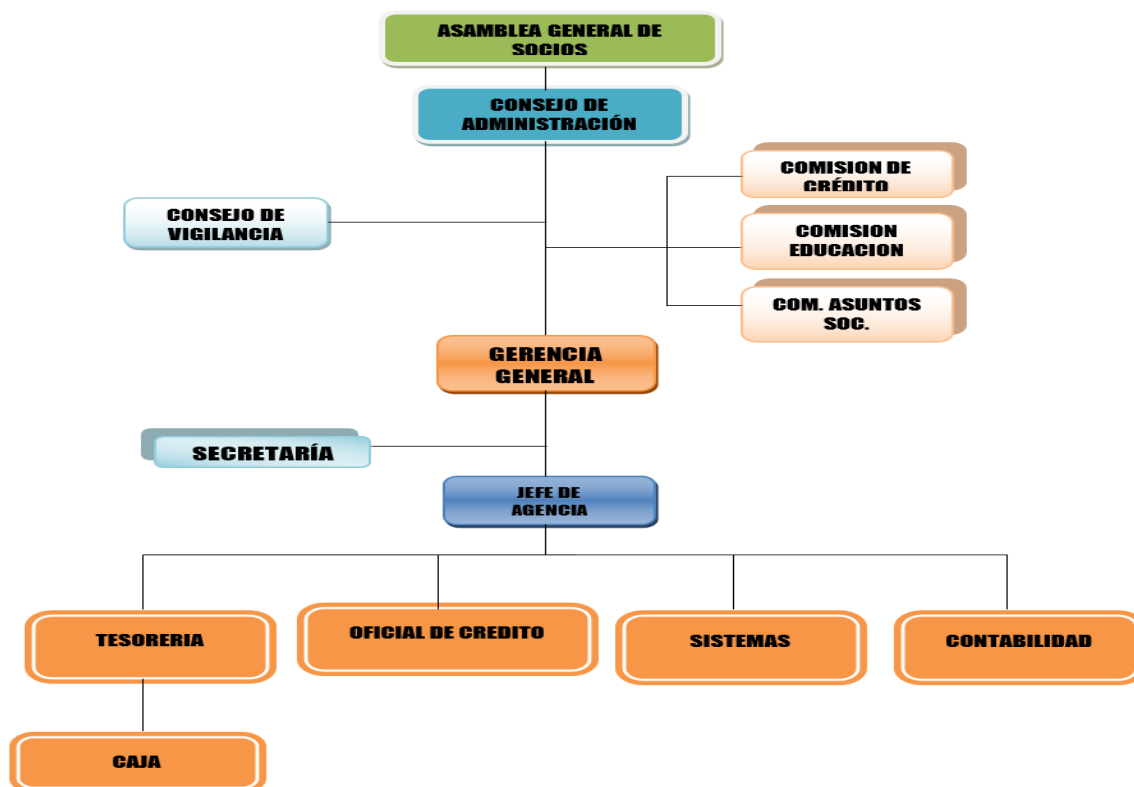 ASAMBLEA GENERAL DE
SOCIOS
CONSEJO DE
ADMINISTRACIÓN
COMISION DE
CRÉDITO
CONSEJO DE
VIGILANCIA
COMISION
EDUCACION
COM. ASUNTOS
SOC.
GERENCIA
GENERAL
SECRETARÍA
JEFE DE
AGENCIA
TESORERIA
OFICIAL DE CREDITO
SISTEMAS
CONTABILIDAD
CAJA